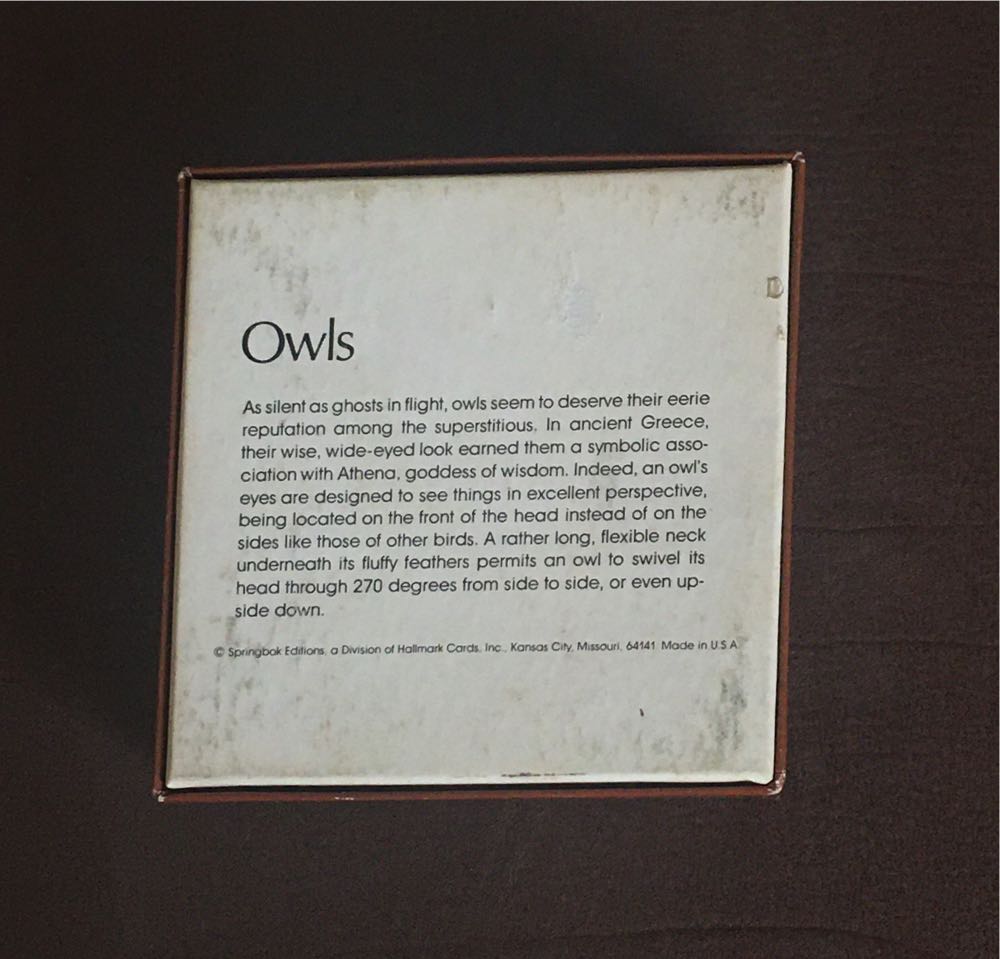 Owls
As silent as ghosts in flight, owls seem to deserve their eerie
reputation among the superstitious. In ancient Greece,
their wise, wide-eyed look earned them a symbolic asso-
ciation with Athena, goddess of wisdom. Indeed, an owl's
eyes are designed to see things in excellent perspective,
being located on the front of the head instead of on the
sides like those of other birds. A rather long, flexible neck
underneath its fluffy feathers permits an owl to swivel its
head through 270 degrees from side to side, or even up-
side down.
© Springbok Editions, a Division of Hallmark Cards, Inc., Kansas City, Missouri, 64141 Made in U.S.A.